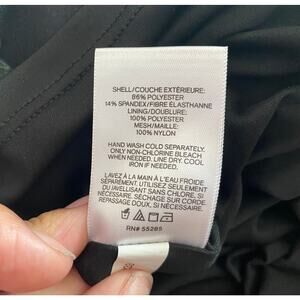 SHELL/COUCHE EXTÉRIEURE:
86% POLYESTER
14% SPANDEX/FIBRE ÉLASTHANNE
LINING/DOUBLURE:
100% POLYESTER
MESH/MAILLE:
100% NYLON
HAND WASH COLD SEPARATELY.
ONLY NON-CHLORINE BLEACH
WHEN NEEDED. LINE DRY. COOL
IRON IF NEEDED.
LAVEZ À LA MAIN À L'EAU FROIDE
SÉPARÉMENT. UTILISEZ SEULEMENT
DU JAVELLISANT SANS CHLORE, SI
NÉCESSAIRE. SÉCHAGE SUR CORDE.
REPASSAGE DOUX, SI
NÉCESSAIRE.
RN# 55285